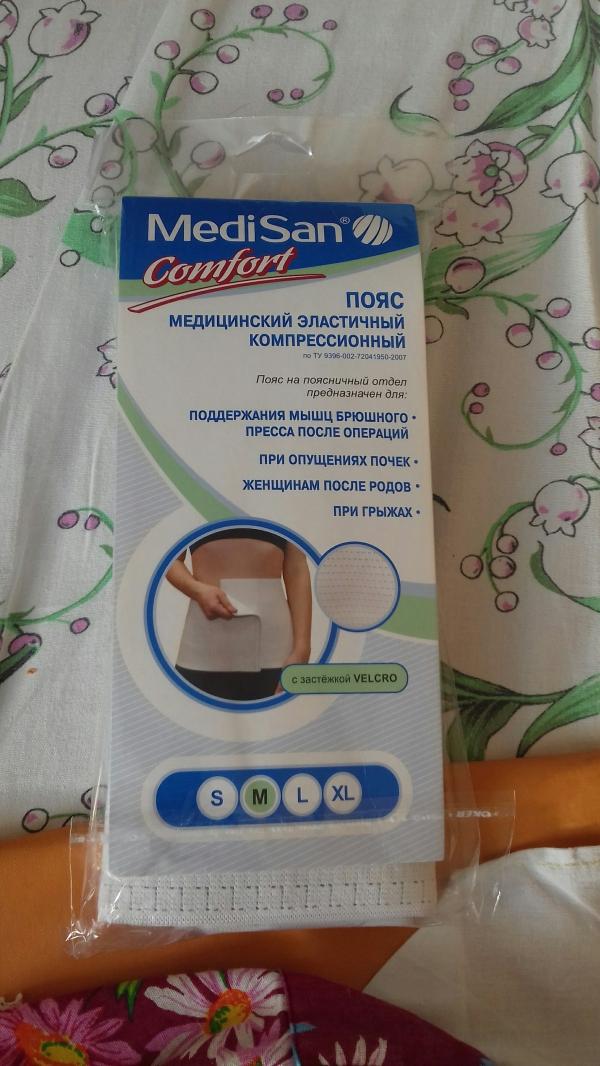 MediSan®
Comfort
ПОЯС
МЕДИЦИНСКИЙ ЭЛАСТИЧНЫЙ
КОМПРЕССИОННЫЙ
по ТУ 9396-002-72041950-2007
Пояс на поясничный отдел
предназначен для:
ПОДДЕРЖАНИЯ МЫШЦ БРЮШНОГО •
ПРЕССА ПОСЛЕ ОПЕРАЦИЙ
ПРИ ОПУЩЕНИЯХ ПОЧЕК •
ЖЕНЩИНАМ ПОСЛЕ РОДОВ •
ПРИ ГРЫЖАХ •
с застёжкой VELCRO
S M L XL